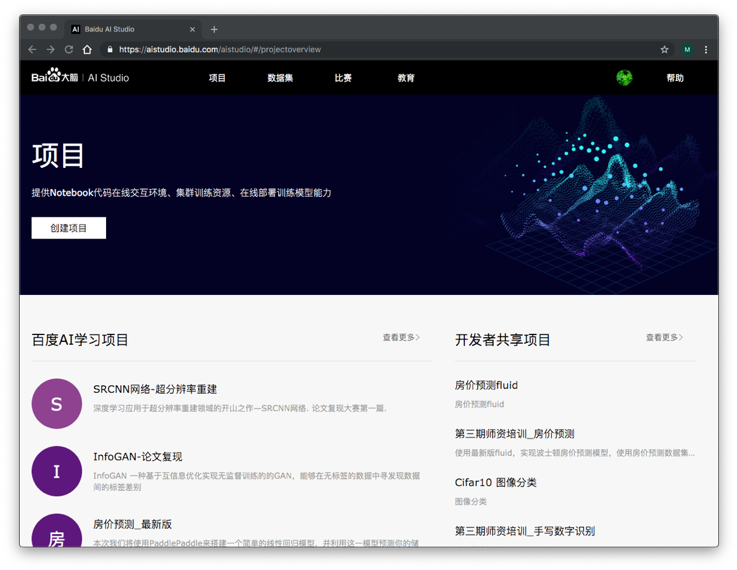 AI Baidu AI Studio
https://aistudio.baidu.com/aistudio/#/projectoverview
M
Bai du 大脑 | AI Studio 项目 数据集 比赛 教育 帮助
项目
提供Notebook代码在线交互环境、集群训练资源、在线部署训练模型能力
创建项目
百度AI学习项目 查看更多>
S
SRCNN网络-超分辨率重建
深度学习应用于超分辨率重建领域的开山之作—SRCNN网络. 论文复现大赛第一篇.
I
InfoGAN-论文复现
InfoGAN 一种基于互信息优化实现无监督训练的的GAN，能够在无标签的数据中寻发现数据
间的标签差别
房
房价预测_最新版
本次我们将使用PaddlePaddle来搭建一个简单的线性回归模型，并利用这一模型预测你的储
开发者共享项目 查看更多>
房价预测fluid
房价预测fluid
第三期师资培训_房价预测
使用最新版fluid，实现波士顿房价预测模型，使用房价预测数据集...
Cifar10 图像分类
图像分类
第三期师资培训_手写数字识别